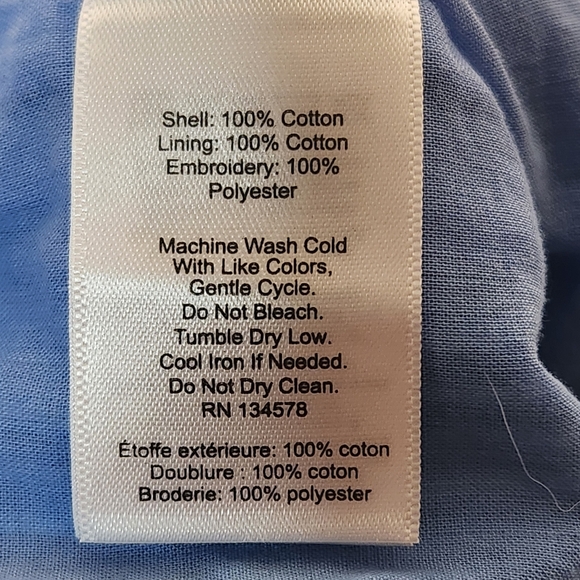 Shell: 100% Cotton
Lining: 100% Cotton
Embroidery: 100%
Polyester
Machine Wash Cold
With Like Colors,
Gentle Cycle.
Do Not Bleach.
Tumble Dry Low.
Cool Iron If Needed.
Do Not Dry Clean.
RN 134578
Étoffe extérieure: 100% coton
Doublure : 100% coton
Broderie: 100% polyester